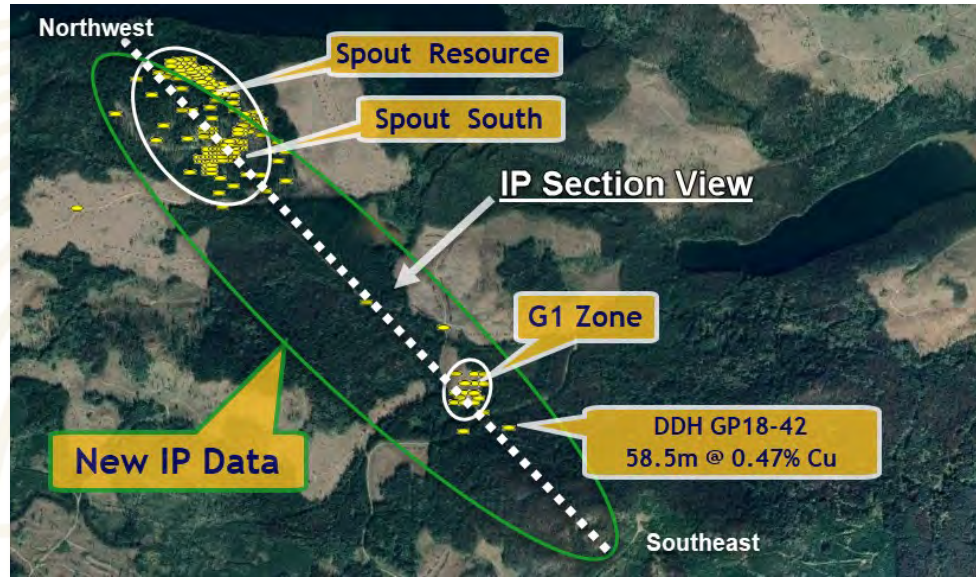 Northwest
Spout Resource
Spout South
IP Section View
G1 Zone
DDH GP18-42
58.5m @ 0.47% Cu
New IP Data
Southeast